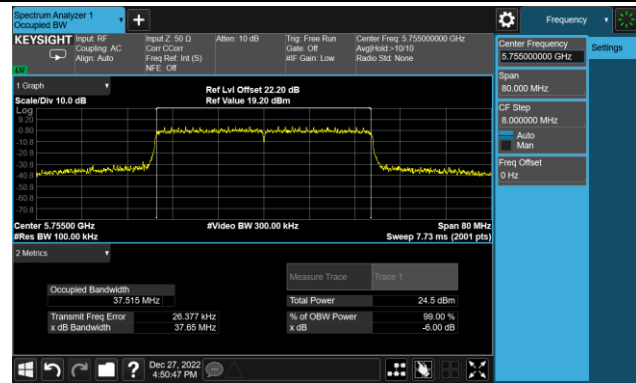 Spectrum Analyzer 1
Occupied BW
Frequency
KEYSIGHT
Input: RF
Coupling: AC
Align: Auto
Input Z: 50 Ω
Corr CCorr
Freq Ref: Int (S)
NFE: Off
Atten: 10 dB
Trig: Free Run
Gate: Off
#IF Gain: Low
Center Freq: 5.755000000 GHz
Avg|Hold:>10/10
Radio Std: None
Center Frequency
5.755000000 GHz
Settings
Span
80.000 MHz
CF Step
8.000000 MHz
Auto
Man
Freq Offset
0 Hz
1 Graph
Scale/Div 10.0 dB
Ref Lvl Offset 22.20 dB
Ref Value 19.20 dBm
Log
9.20
-0.80
-10.8
-20.8
-30.8
-40.8
-50.8
-60.8
-70.8
Center 5.75500 GHz
#Res BW 100.00 kHz
#Video BW 300.00 kHz
Span 80 MHz
Sweep 7.73 ms (2001 pts)
2 Metrics
Measure Trace
Trace 1
Occupied Bandwidth
37.515 MHz
Total Power
24.5 dBm
Transmit Freq Error
26.377 kHz
% of OBW Power
99.00 %
x dB Bandwidth
37.65 MHz
x dB
-6.00 dB
?
Dec 27, 2022
4:50:47 PM